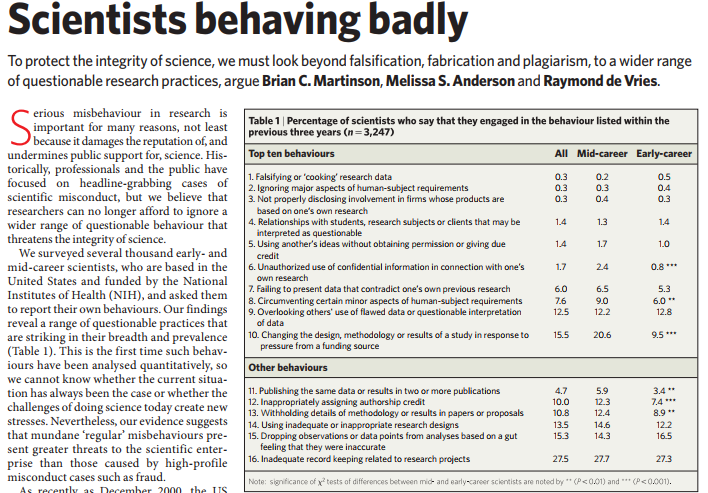 Scientists behaving badly
To protect the integrity of science, we must look beyond falsification, fabrication and plagiarism, to a wider range
of questionable research practices, argue Brian C. Martinson, Melissa S. Anderson and Raymond de Vries.
Serious misbehaviour in research is
important for many reasons, not least
because it damages the reputation of, and
undermines public support for, science. His-
torically, professionals and the public have
focused on headline-grabbing cases of
scientific misconduct, but we believe that
researchers can no longer afford to ignore a
wider range of questionable behaviour that
threatens the integrity of science.
We surveyed several thousand early- and
mid-career scientists, who are based in the
United States and funded by the National
Institutes of Health (NIH), and asked them
to report their own behaviours. Our findings
reveal a range of questionable practices that
are striking in their breadth and prevalence
(Table 1). This is the first time such behav-
iours have been analysed quantitatively, so
we cannot know whether the current situa-
tion has always been the case or whether the
challenges of doing science today create new
stresses. Nevertheless, our evidence suggests
that mundane 'regular' misbehaviours pre-
sent greater threats to the scientific enter-
prise than those caused by high-profile
misconduct cases such as fraud.
As recently as December 2000, the US
Table 1 | Percentage of scientists who say that they engaged in the behaviour listed within the
previous three years (n=3,247)
Top ten behaviours All Mid-career Early-career
1. Falsifying or 'cooking' research data 0.3 0.2 0.5
2. Ignoring major aspects of human-subject requirements 0.3 0.3 0.4
3. Not properly disclosing involvement in firms whose products are 0.3 0.4 0.3
based on one's own research
4. Relationships with students, research subjects or clients that may be 1.4 1.3 1.4
interpreted as questionable
5. Using another's ideas without obtaining permission or giving due 1.4 1.7 1.0
credit
6. Unauthorized use of confidential information in connection with one's 1.7 2.4 0.8 ***
own research
7. Failing to present data that contradict one's own previous research 6.0 6.5 5.3
8. Circumventing certain minor aspects of human-subject requirements 7.6 9.0 6.0 **
9. Overlooking others' use of flawed data or questionable interpretation 12.5 12.2 12.8
of data
10. Changing the design, methodology or results of a study in response to 15.5 20.6 9.5 ***
pressure from a funding source
Other behaviours
11. Publishing the same data or results in two or more publications 4.7 5.9 3.4 **
12. Inappropriately assigning authorship credit 10.0 12.3 7.4 ***
13. Withholding details of methodology or results in papers or proposals 10.8 12.4 8.9 **
14. Using inadequate or inappropriate research designs 13.5 14.6 12.2
15. Dropping observations or data points from analyses based on a gut 15.3 14.3 16.5
feeling that they were inaccurate
16. Inadequate record keeping related to research projects 27.5 27.7 27.3
Note: significance of χ² tests of differences between mid- and early-career scientists are noted by ** (P<0.01) and *** (P<0.001).